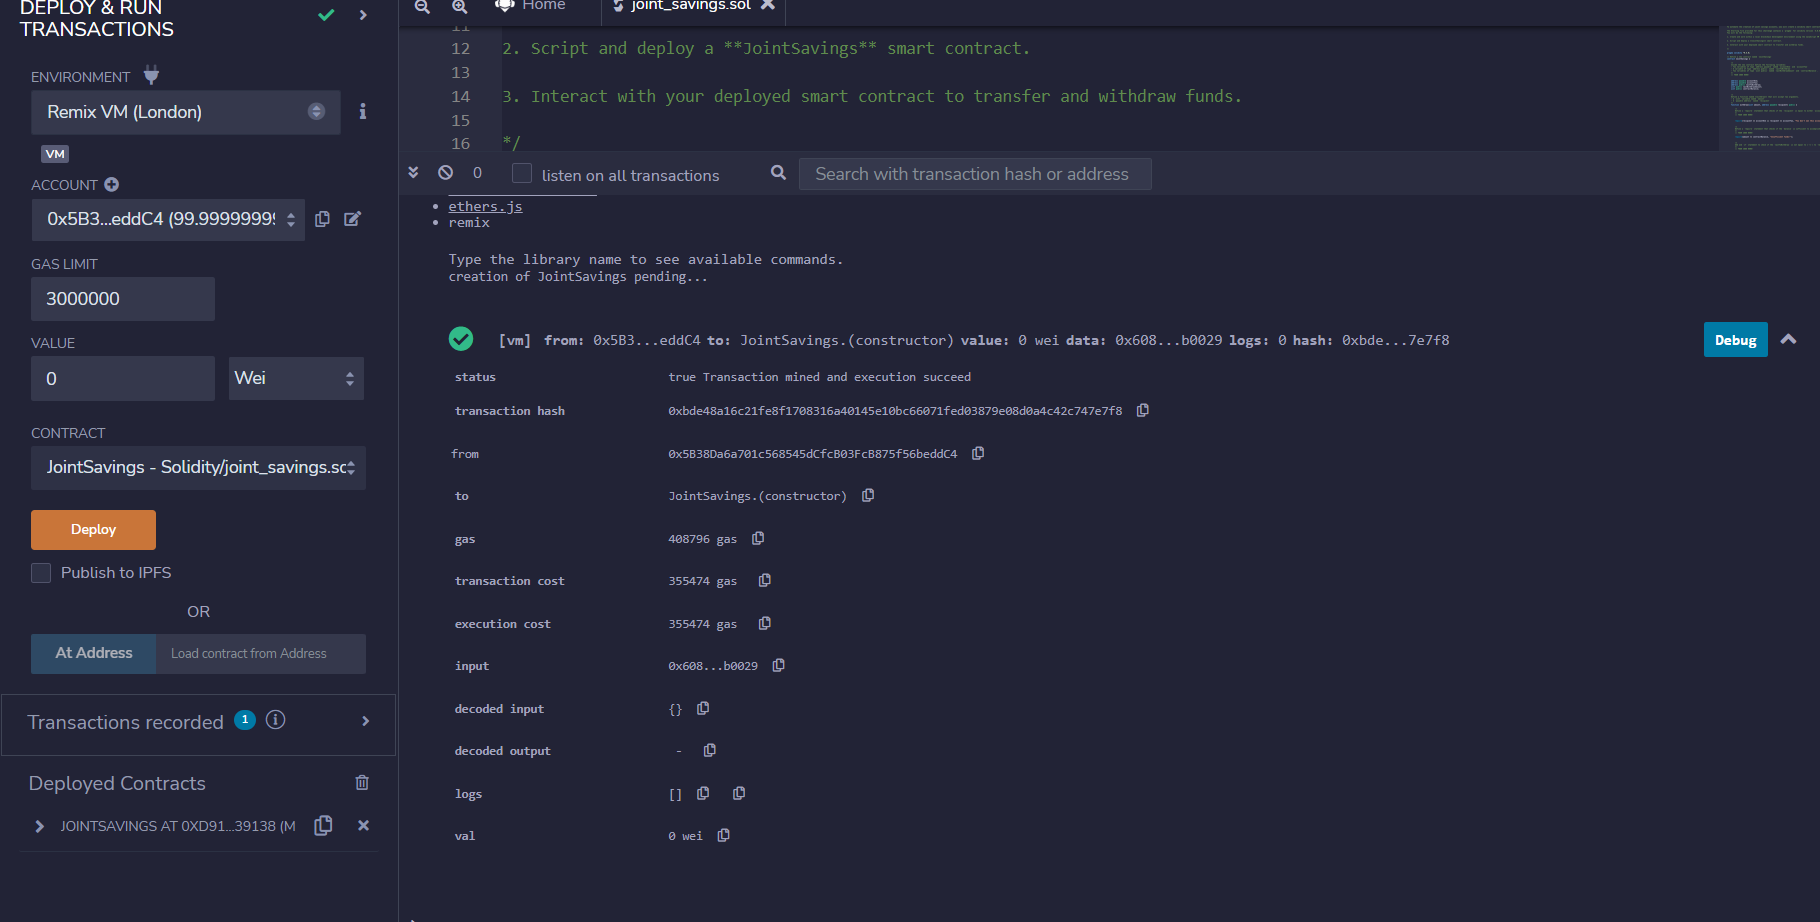 DEPLOY & RUN
TRANSACTIONS
ENVIRONMENT
Remix VM (London)
VM
ACCOUNT
0x5B3...eddC4 (99.99999999
GAS LIMIT
3000000
VALUE
0
Wei
CONTRACT
JointSavings - Solidity/joint_savings.sc
Deploy
Publish to IPFS
OR
At Address
Load contract from Address
Transactions recorded 1
Deployed Contracts
JOINTSAVINGS AT 0XD91...39138 (M
Home
joint_savings.sol
11
12 2. Script and deploy a **JointSavings** smart contract.
13
14 3. Interact with your deployed smart contract to transfer and withdraw funds.
15
16 */
0
listen on all transactions
Search with transaction hash or address
• ethers.js
• remix
Type the library name to see available commands.
creation of JointSavings pending...
[vm] from: 0x5B3...eddC4 to: JointSavings.(constructor) value: 0 wei data: 0x608...b0029 logs: 0 hash: 0xbde...7e7f8
Debug
status true Transaction mined and execution succeed
transaction hash 0xbde48a16c21fe8f1708316a40145e10bc66071fed03879e08d0a4c42c747e7f8
from 0x5B38Da6a701c568545dCfcB03FcB875f56beddC4
to JointSavings.(constructor)
gas 408796 gas
transaction cost 355474 gas
execution cost 355474 gas
input 0x608...b0029
decoded input {}
decoded output -
logs []
val 0 wei